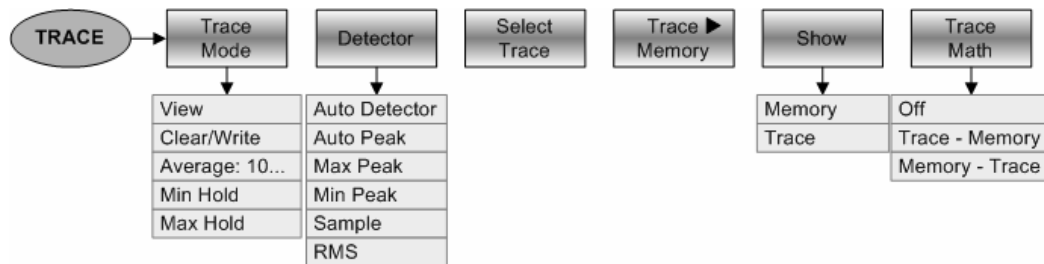 TRACE
Trace
Mode
Detector
Select
Trace
Trace ▶
Memory
Show
Trace
Math
View
Clear/Write
Average: 10...
Min Hold
Max Hold
Auto Detector
Auto Peak
Max Peak
Min Peak
Sample
RMS
Memory
Trace
Off
Trace - Memory
Memory - Trace